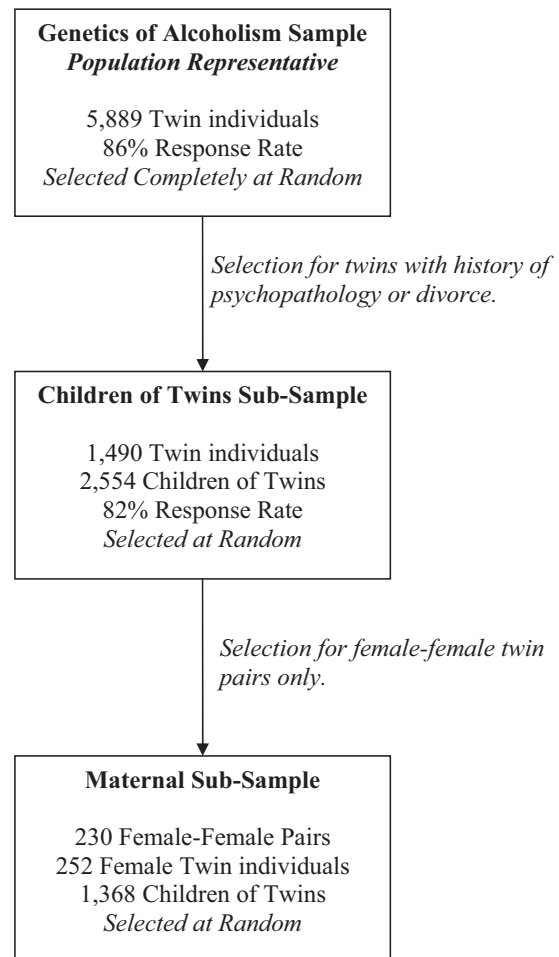 Genetics of Alcoholism Sample
Population Representative
5,889 Twin individuals
86% Response Rate
Selected Completely at Random
Selection for twins with history of
psychopathology or divorce.
Children of Twins Sub-Sample
1,490 Twin individuals
2,554 Children of Twins
82% Response Rate
Selected at Random
Selection for female-female twin
pairs only.
Maternal Sub-Sample
230 Female-Female Pairs
252 Female Twin individuals
1,368 Children of Twins
Selected at Random